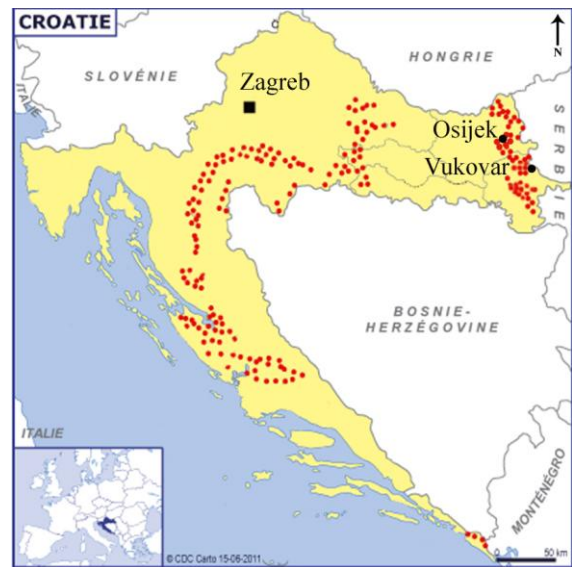 CROATIE
N
HONGRIE
SLOVÉNIE
ITALIE
Zagreb
SERBIE
Osijek
Vukovar
BOSNIE-
HERZÉGOVINE
ITALIE
MONTÉNÉGRO
© CDC Carto 15-06-2011
0 50 km